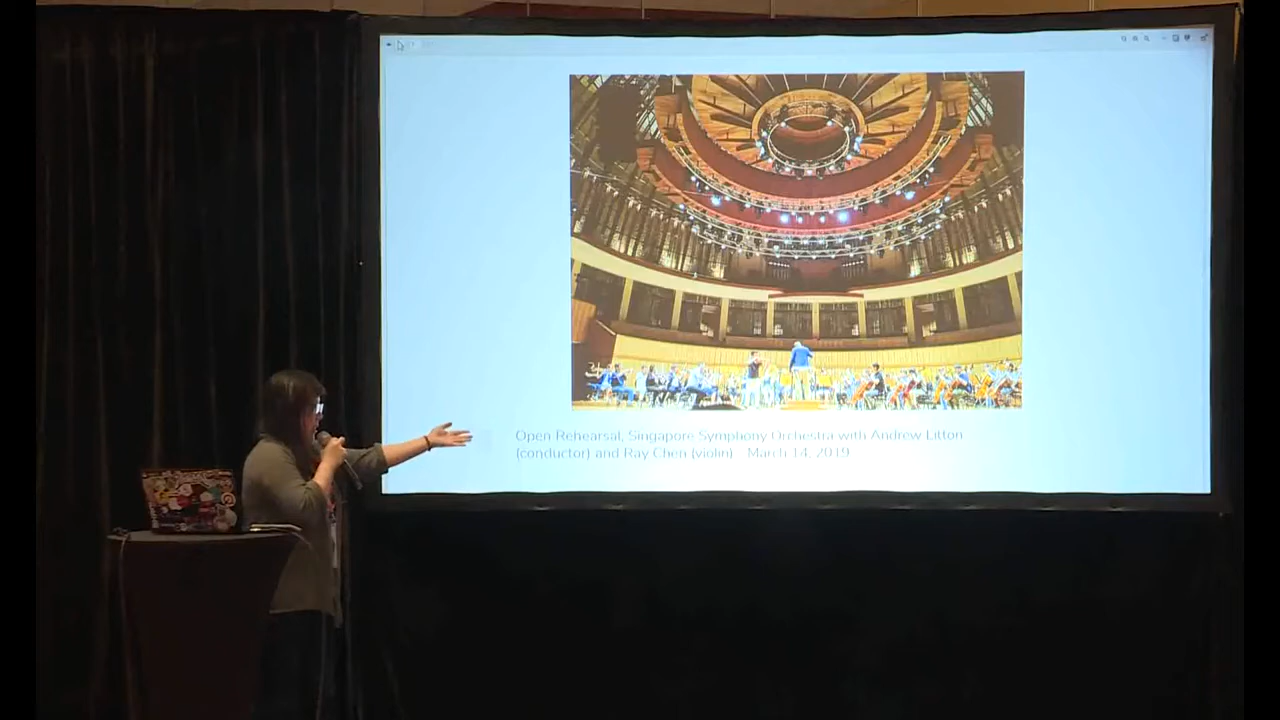 Open Rehearsal, Singapore Symphony Orchestra with Andrew Litton
(conductor) and Ray Chen (violin). March 14, 2019